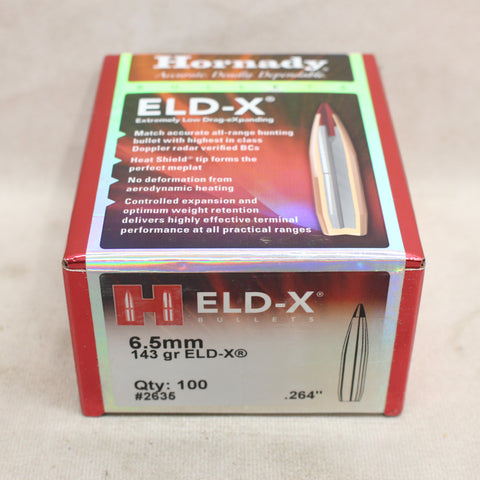 Hornady®
Accurate. Deadly. Dependable.
BULLETS
ELD-X®
Extremely Low Drag-eXpanding
Match accurate all-range hunting
bullet with highest in class
Doppler radar verified BCs
Heat Shield® tip forms the
perfect meplat
No deformation from
aerodynamic heating
Controlled expansion and
optimum weight retention
delivers highly effective terminal
performance at all practical ranges
H ELD-X®
BULLETS
6.5mm
143 gr ELD-X®
Qty: 100
#2635
.264"